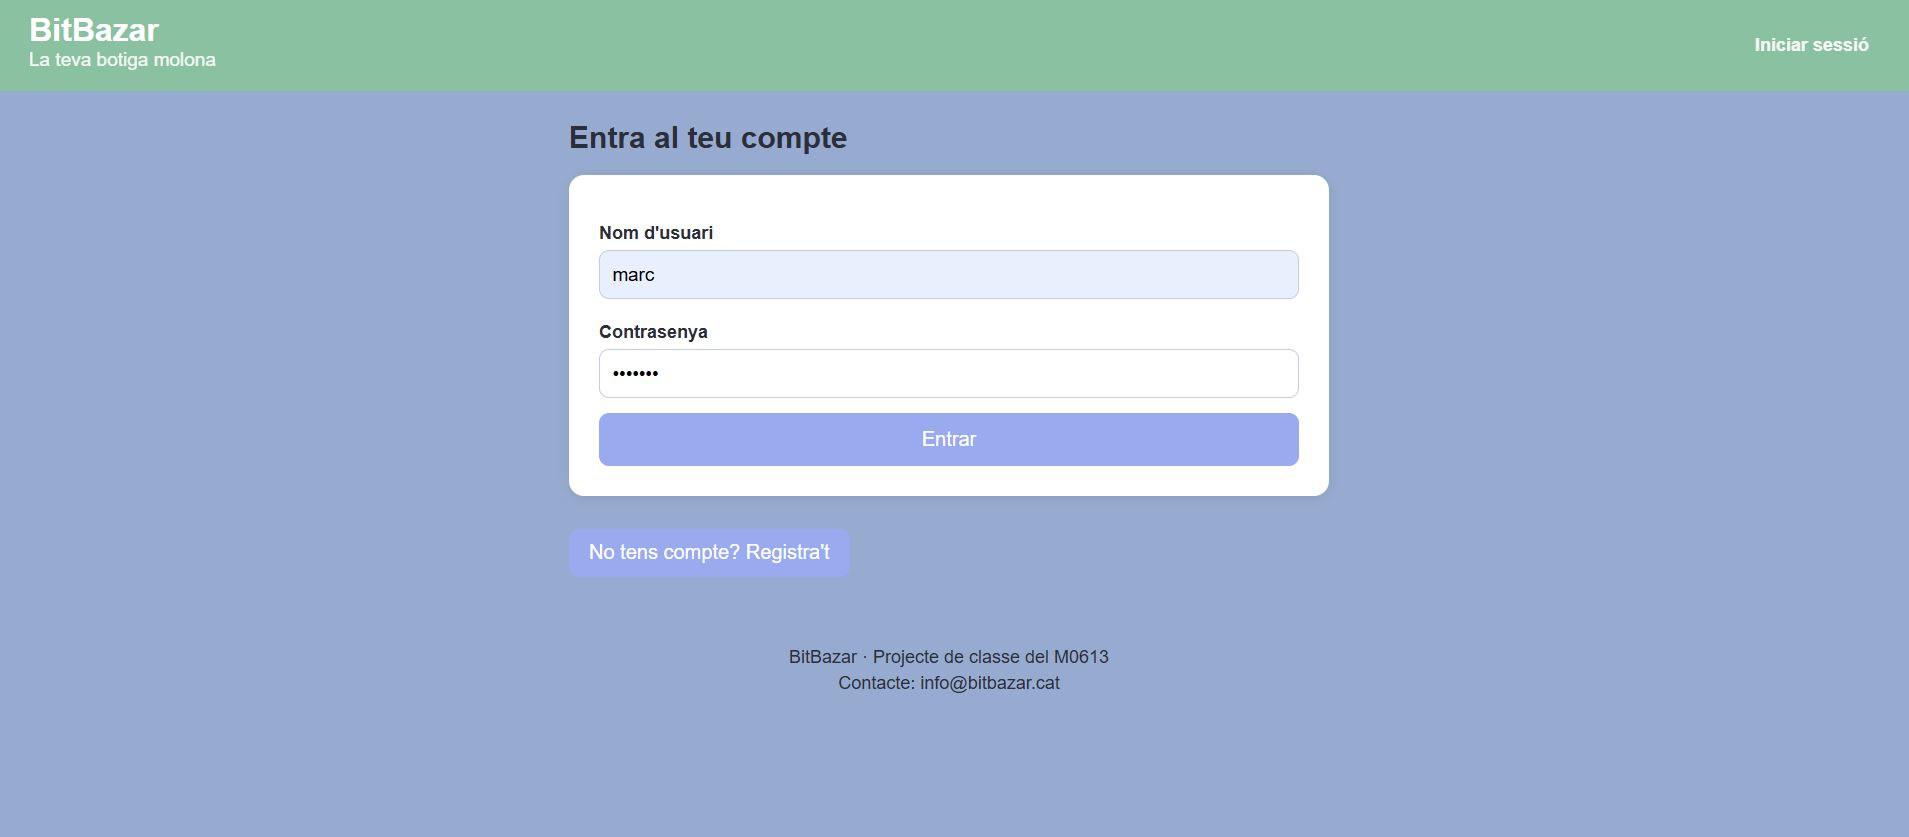 BitBazar
La teva botiga molona
Iniciar sessió
Entra al teu compte
Nom d'usuari
marc
Contrasenya
•••••••
Entrar
No tens compte? Registra't
BitBazar · Projecte de classe del M0613
Contacte: info@bitbazar.cat